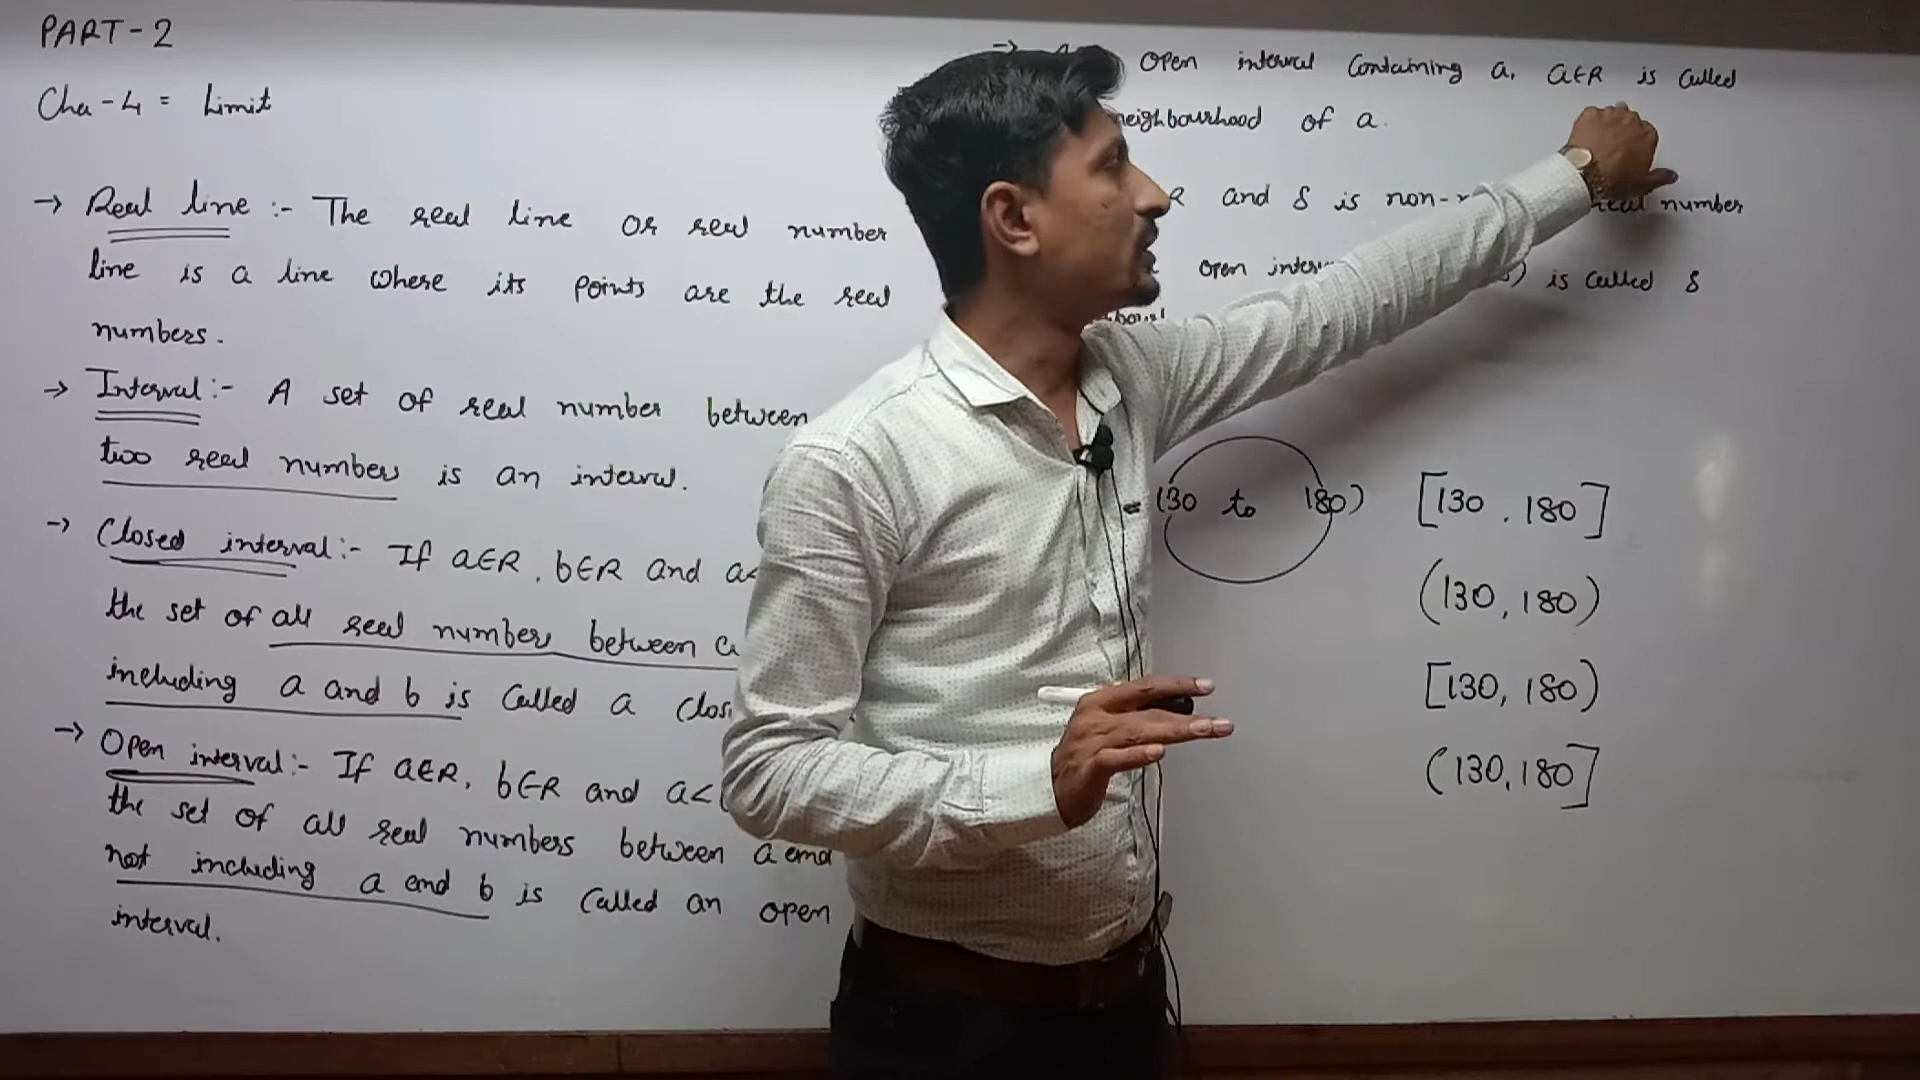 PART-2
Cha-4 = Limit
→ Real line :- The real line or real number
line is a line where its points are the real
numbers.
→ Interval :- A set of real number between
two real numbers is an interval.
→ Closed interval :- If a∈R, b∈R and a<
the set of all real number between a
including a and b is called a clos
→ Open interval :- If a∈R, b∈R and a<
the set of all real numbers between a and
not including a and b is called an open
interval.
→ open interval containing a, a∈R is called
neighbourhood of a.
R and δ is non- real number
open inter ) is called δ
(130 to 180)
[130, 180]
(130, 180)
[130, 180)
(130, 180]